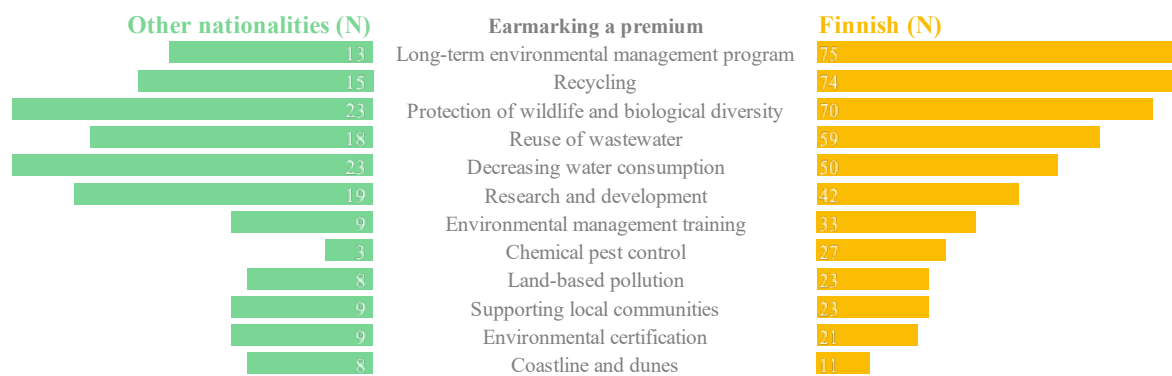 Other nationalities (N) Earmarking a premium Finnish (N)
13 Long-term environmental management program 75
15 Recycling 74
23 Protection of wildlife and biological diversity 70
18 Reuse of wastewater 59
23 Decreasing water consumption 50
19 Research and development 42
9 Environmental management training 33
3 Chemical pest control 27
8 Land-based pollution 23
9 Supporting local communities 23
9 Environmental certification 21
8 Coastline and dunes 11